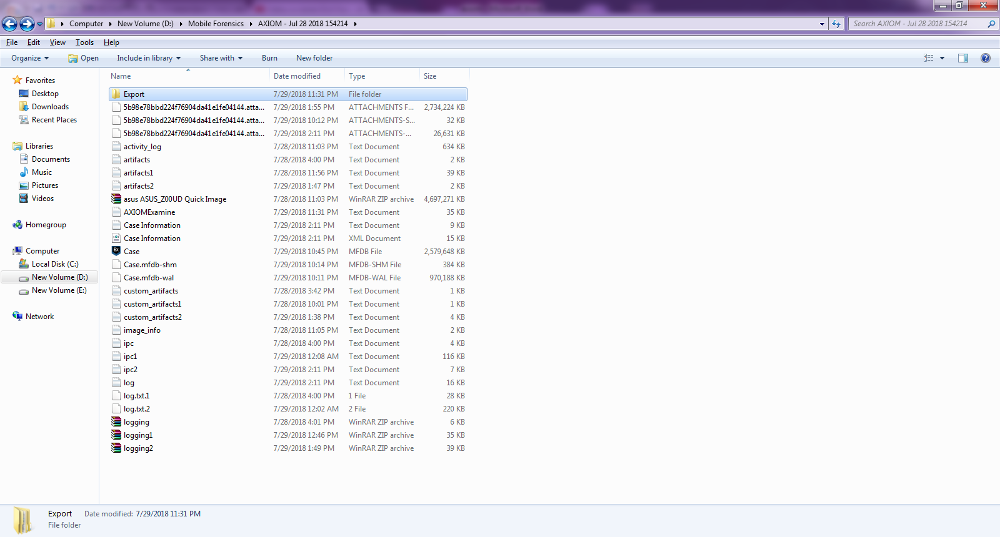 Computer New Volume (D:) Mobile Forensics AXIOM - Jul 28 2018 154214 Search AXIOM - Jul 28 2018 154214
File Edit View Tools Help
Organize Open Include in library Share with Burn New folder
Favorites
Desktop
Downloads
Recent Places
Libraries
Documents
Music
Pictures
Videos
Homegroup
Computer
Local Disk (C:)
New Volume (D:)
New Volume (E:)
Network
Name Date modified Type Size
Export 7/29/2018 11:31 PM File folder
5b98e78bbd224f76904da41e1fe04144.atta... 7/29/2018 1:55 PM ATTACHMENTS F... 2,734,224 KB
5b98e78bbd224f76904da41e1fe04144.atta... 7/29/2018 10:12 PM ATTACHMENTS-S... 32 KB
5b98e78bbd224f76904da41e1fe04144.atta... 7/29/2018 2:11 PM ATTACHMENTS-... 26,631 KB
activity_log 7/28/2018 11:03 PM Text Document 634 KB
artifacts 7/28/2018 4:00 PM Text Document 2 KB
artifacts1 7/28/2018 11:56 PM Text Document 39 KB
artifacts2 7/29/2018 1:47 PM Text Document 2 KB
asus ASUS_Z00UD Quick Image 7/28/2018 11:03 PM WinRAR ZIP archive 4,697,271 KB
AXIOMExamine 7/29/2018 11:31 PM Text Document 35 KB
Case Information 7/29/2018 2:11 PM Text Document 9 KB
Case Information 7/29/2018 2:11 PM XML Document 15 KB
EX Case 7/29/2018 10:45 PM MFDB File 2,579,648 KB
Case.mfdb-shm 7/29/2018 10:14 PM MFDB-SHM File 384 KB
Case.mfdb-wal 7/29/2018 10:11 PM MFDB-WAL File 970,188 KB
custom_artifacts 7/28/2018 3:42 PM Text Document 1 KB
custom_artifacts1 7/28/2018 10:01 PM Text Document 1 KB
custom_artifacts2 7/29/2018 1:38 PM Text Document 4 KB
image_info 7/28/2018 11:05 PM Text Document 2 KB
ipc 7/28/2018 4:00 PM Text Document 4 KB
ipc1 7/29/2018 12:08 AM Text Document 116 KB
ipc2 7/29/2018 2:11 PM Text Document 7 KB
log 7/29/2018 2:11 PM Text Document 16 KB
log.txt.1 7/28/2018 4:00 PM 1 File 28 KB
log.txt.2 7/29/2018 12:02 AM 2 File 220 KB
logging 7/28/2018 4:01 PM WinRAR ZIP archive 6 KB
logging1 7/29/2018 12:46 PM WinRAR ZIP archive 35 KB
logging2 7/29/2018 1:49 PM WinRAR ZIP archive 39 KB
Export Date modified: 7/29/2018 11:31 PM
File folder